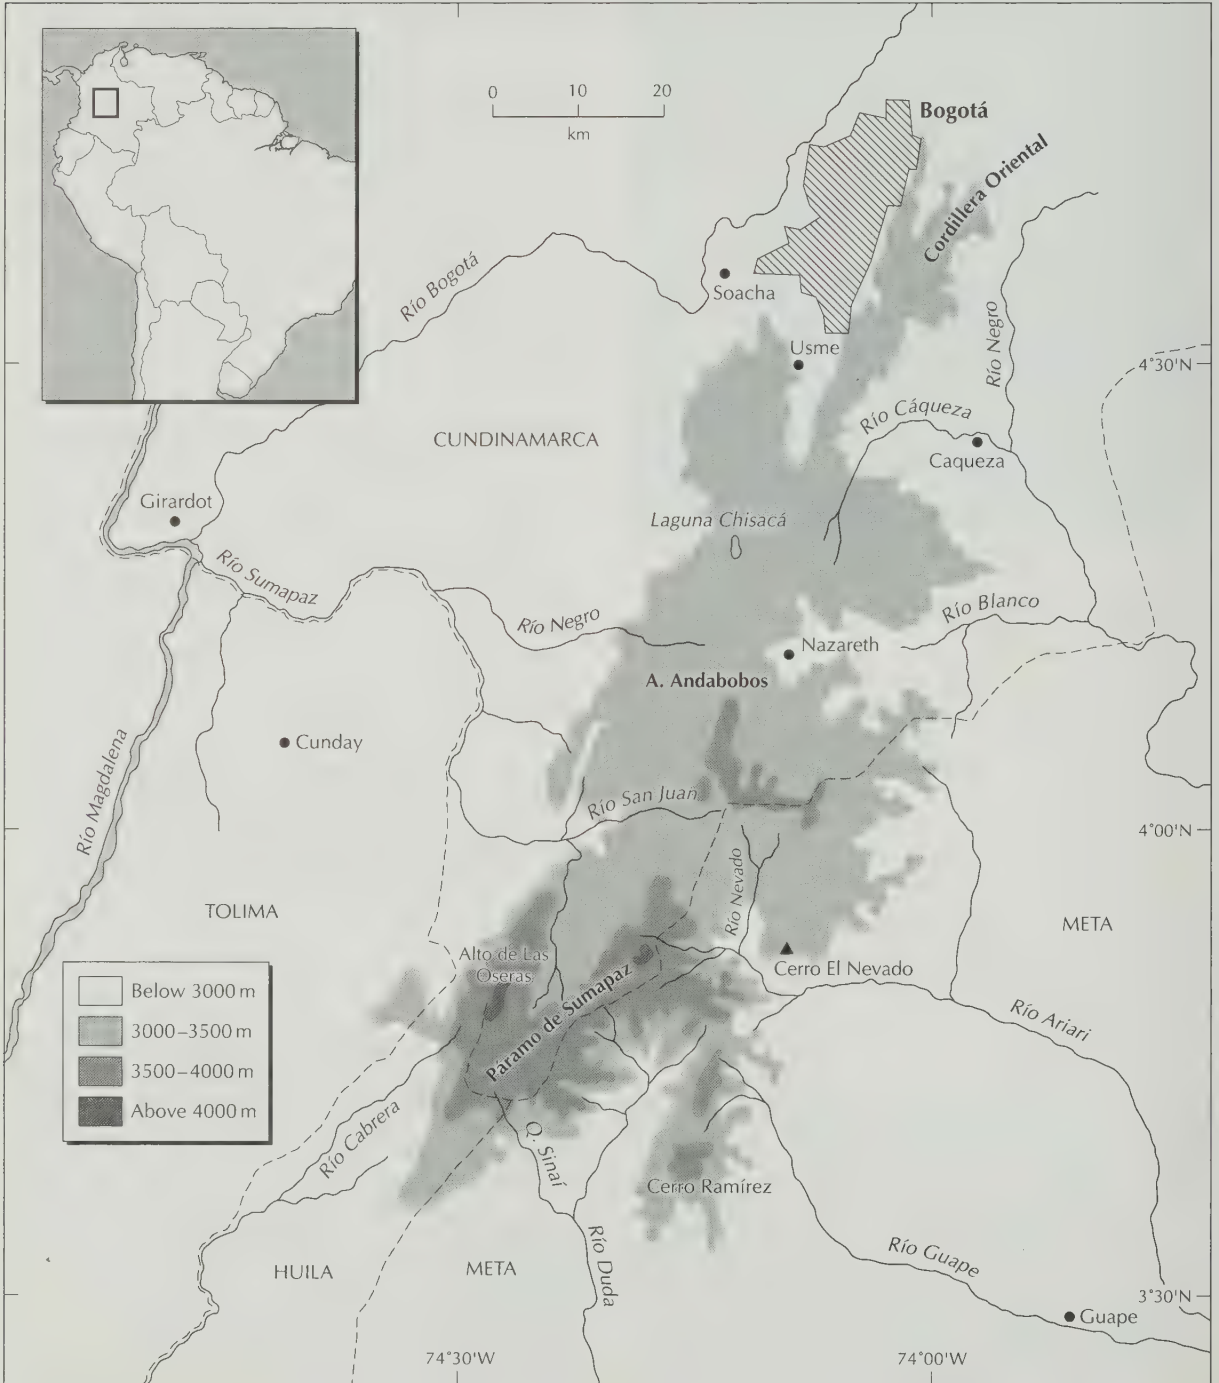 0 10 20
km
Bogotá
Cordillera Oriental
Río Bogotá
Soacha
Usme
Río Negro
4°30'N
Río Cáqueza
CUNDINAMARCA
Caqueza
Girardot
Laguna Chisacá
Río Sumapaz
Río Negro
Río Blanco
Nazareth
A. Andabobos
Cunday
Río Magdalena
Río San Juan
4°00'N
Río Nevado
TOLIMA
META
Alto de Las
Oseras
Cerro El Nevado
Páramo de Sumapaz
Río Ariari
Below 3000 m
3000–3500 m
3500–4000 m
Above 4000 m
Río Cabrera
Q. Sinaí
Cerro Ramírez
Río Duda
Río Guape
HUILA
META
3°30'N
Guape
74°30'W
74°00'W